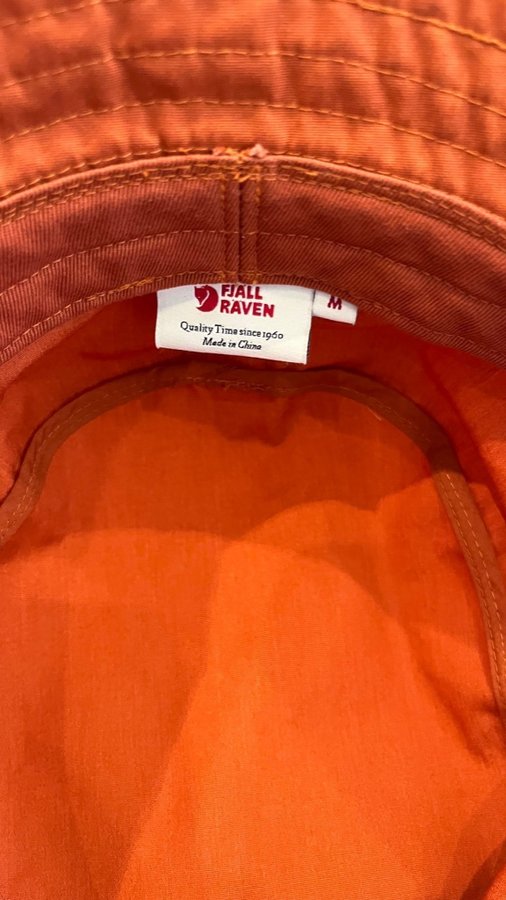 FJALL
RAVEN
M
Quality Time since 1960
Made in China